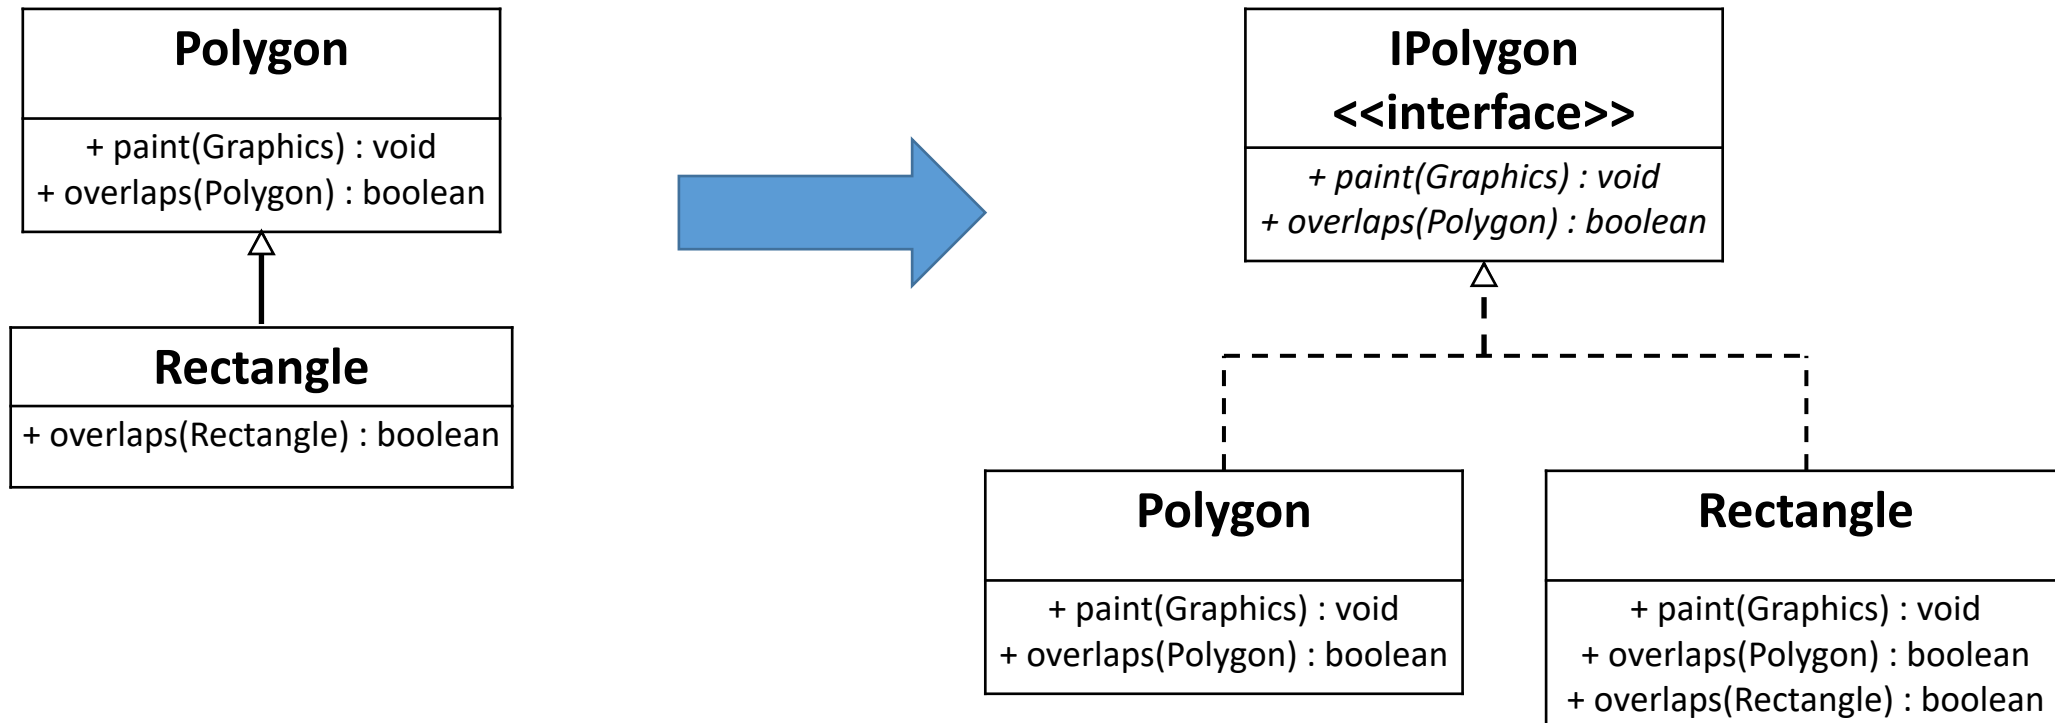 Polygon
+ paint(Graphics) : void
+ overlaps(Polygon) : boolean
Rectangle
+ overlaps(Rectangle) : boolean
IPolygon
<<interface>>
+ paint(Graphics) : void
+ overlaps(Polygon) : boolean
Polygon
+ paint(Graphics) : void
+ overlaps(Polygon) : boolean
Rectangle
+ paint(Graphics) : void
+ overlaps(Polygon) : boolean
+ overlaps(Rectangle) : boolean